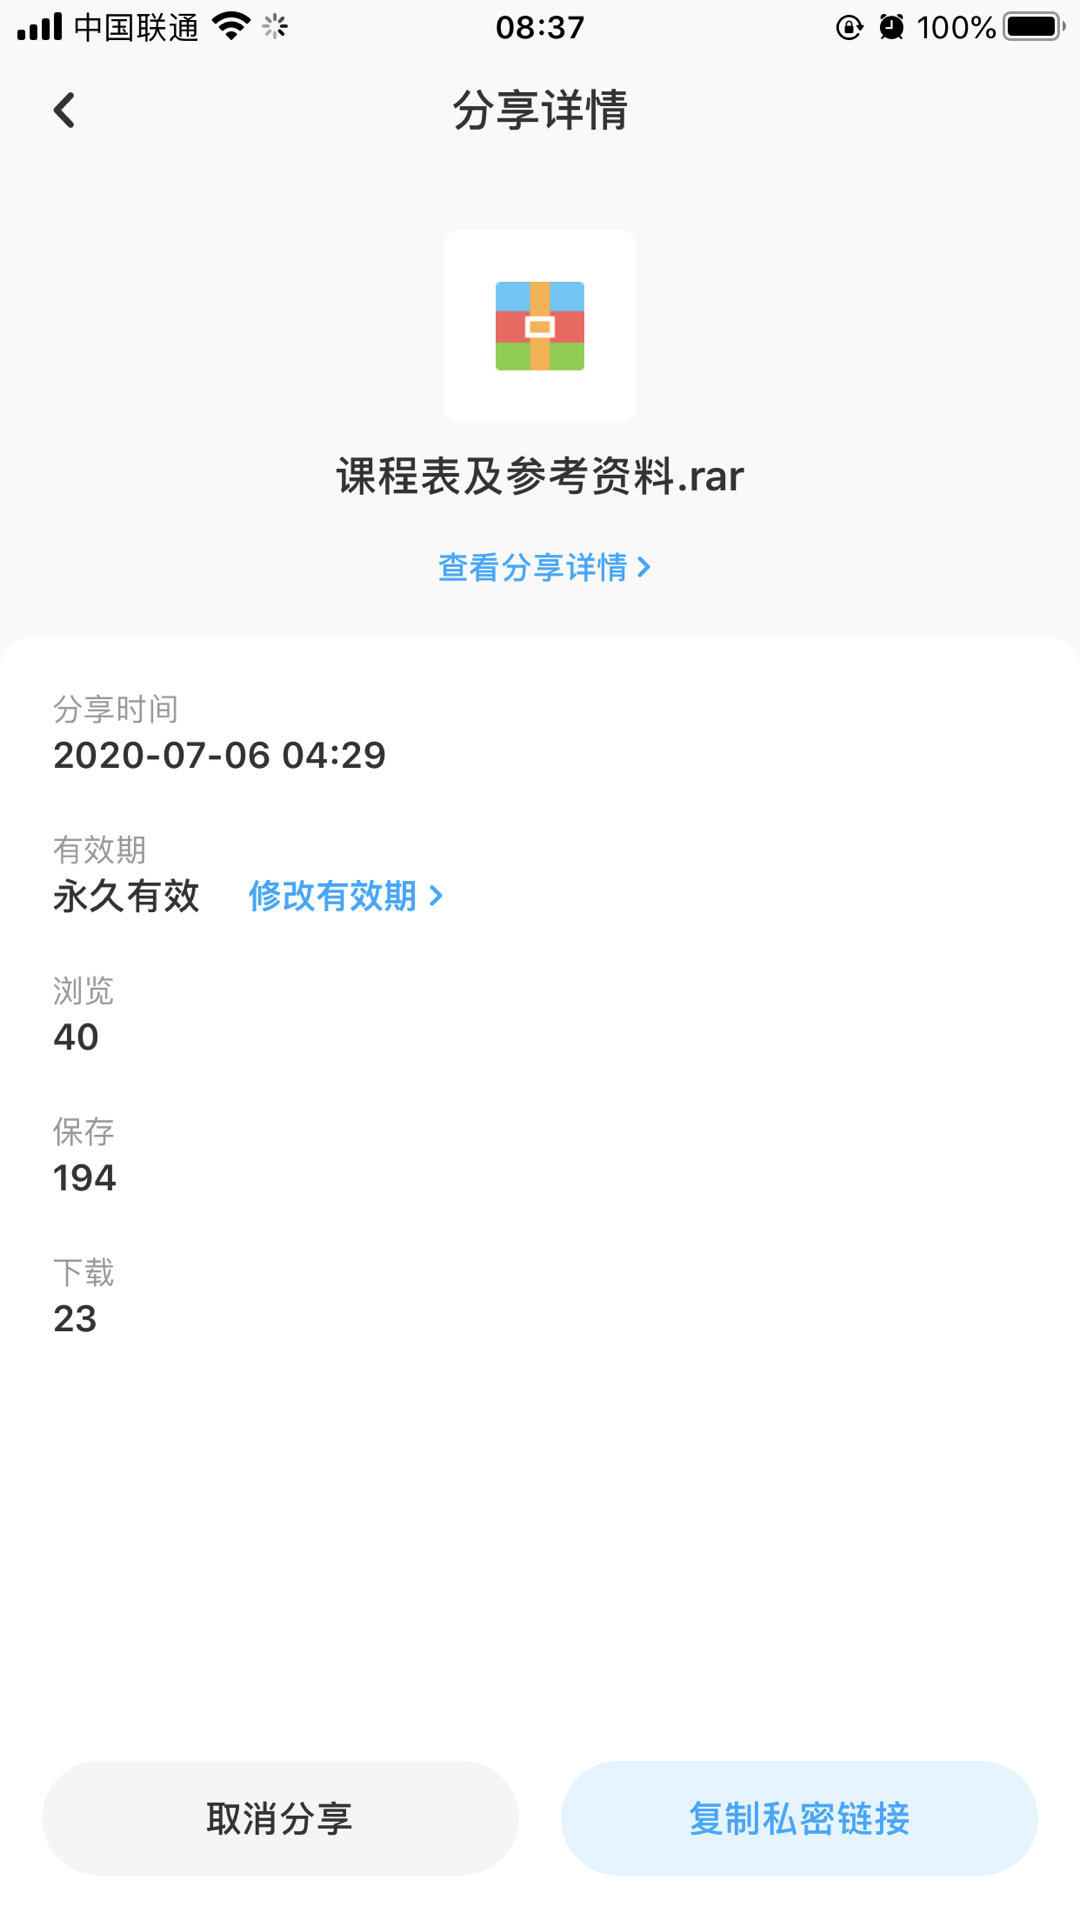 中国联通
08:37
100%
分享详情
课程表及参考资料.rar
查看分享详情
分享时间
2020-07-06 04:29
有效期
永久有效 修改有效期
浏览
40
保存
194
下载
23
取消分享
复制私密链接